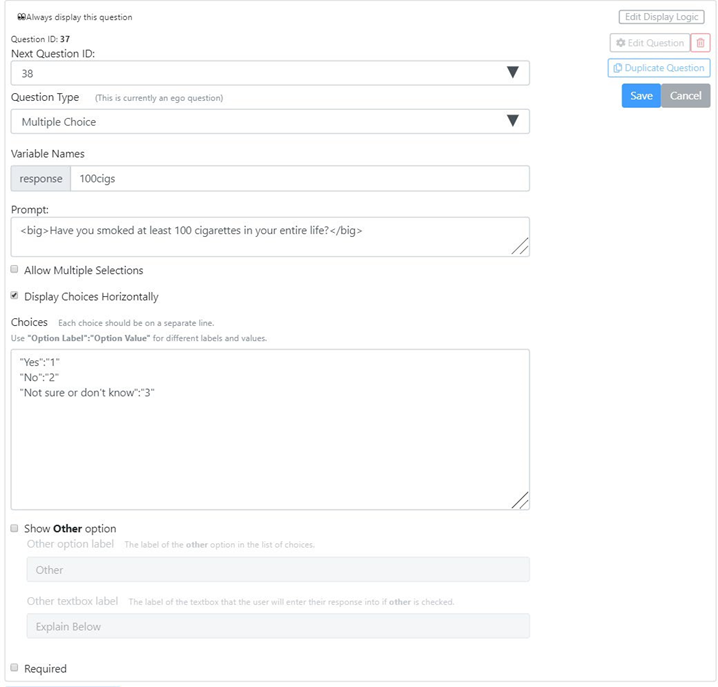 Always display this question
Edit Display Logic
Question ID: 37
Edit Question
Next Question ID:
38
Duplicate Question
Save
Cancel
Question Type (This is currently an ego question)
Multiple Choice
Variable Names
response 100cigs
Prompt:
<big>Have you smoked at least 100 cigarettes in your entire life?</big>
Allow Multiple Selections
Display Choices Horizontally
Choices Each choice should be on a separate line.
Use "Option Label":"Option Value" for different labels and values.
"Yes":"1"
"No":"2"
"Not sure or don't know":"3"
Show Other option
Other option label The label of the other option in the list of choices.
Other
Other textbox label The label of the textbox that the user will enter their response into if other is checked.
Explain Below
Required